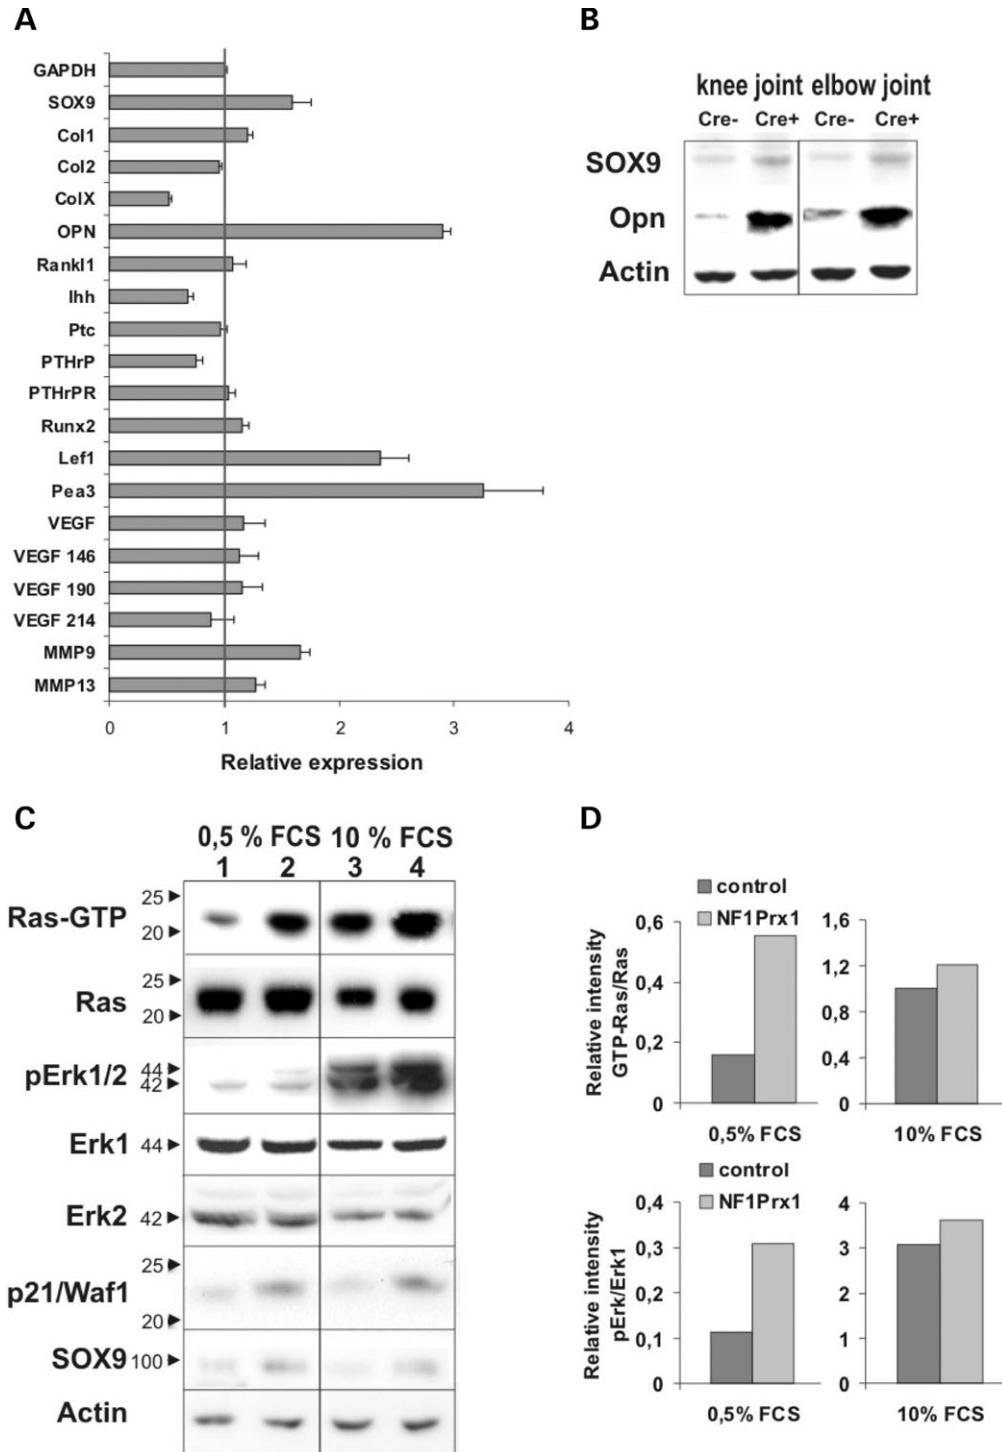 A
GAPDH
SOX9
Col1
Col2
ColX
OPN
Rankl1
Ihh
Ptc
PTHrP
PTHrPR
Runx2
Lef1
Pea3
VEGF
VEGF 146
VEGF 190
VEGF 214
MMP9
MMP13
0 1 2 3 4
Relative expression
B
knee joint elbow joint
Cre- Cre+ Cre- Cre+
SOX9
Opn
Actin
C
0,5 % FCS 10 % FCS
1 2 3 4
Ras-GTP 25 20
Ras 25 20
pErk1/2 44 42
Erk1 44
Erk2 42
p21/Waf1 25 20
SOX9 100
Actin
D
control
NF1Prx1
Relative intensity
GTP-Ras/Ras
0,6
0,4
0,2
0
0,5% FCS
1,6
1,2
0,8
0,4
0
10% FCS
control
NF1Prx1
Relative intensity
pErk/Erk1
0,4
0,3
0,2
0,1
0
0,5% FCS
4
3
2
1
0
10% FCS